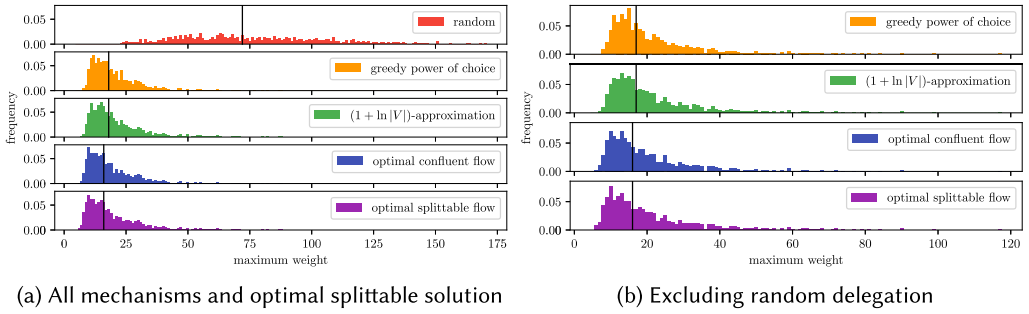 0.05
0.00
random
0.05
0.00
greedy power of choice
0.05
0.00
(1 + ln |V|)-approximation
0.05
0.00
optimal confluent flow
0.05
0.00
optimal splittable flow
frequency
0 25 50 75 100 125 150 175
maximum weight
(a) All mechanisms and optimal splittable solution
0.05
0.00
greedy power of choice
0.05
0.00
(1 + ln |V|)-approximation
0.05
0.00
optimal confluent flow
0.05
0.00
optimal splittable flow
frequency
0 20 40 60 80 100 120
maximum weight
(b) Excluding random delegation